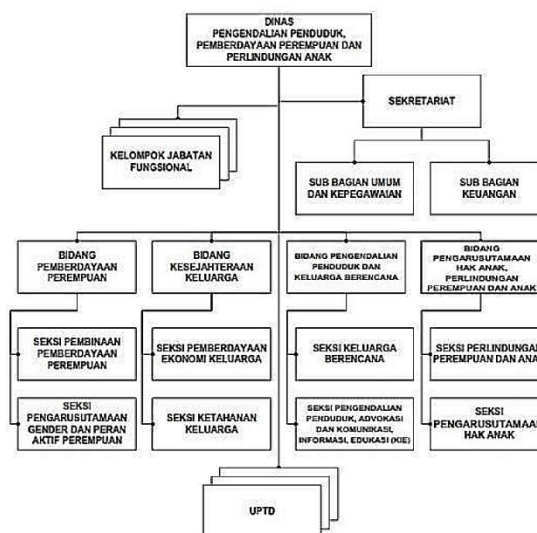 DINAS
PENGENDALIAN PENDUDUK,
PEMBERDAYAAN PEREMPUAN DAN
PERLINDUNGAN ANAK
SEKRETARIAT
KELOMPOK JABATAN
FUNGSIONAL
SUB BAGIAN UMUM
DAN KEPEGAWAIAN
SUB BAGIAN
KEUANGAN
BIDANG
PEMBERDAYAAN
PEREMPUAN
BIDANG
KESEJAHTERAAN
KELUARGA
BIDANG PENGENDALIAN
PENDUDUK DAN
KELUARGA BERENCANA
BIDANG
PENGARUSUTAMAAN
HAK ANAK,
PERLINDUNGAN
PEREMPUAN DAN ANAK
SEKSI PEMBINAAN
PEMBERDAYAAN
PEREMPUAN
SEKSI PEMBERDAYAAN
EKONOMI KELUARGA
SEKSI KELUARGA
BERENCANA
SEKSI PERLINDUNGAN
PEREMPUAN DAN ANA
SEKSI
PENGARUSUTAMAAN
GENDER DAN PERAN
AKTIF PEREMPUAN
SEKSI KETAHANAN
KELUARGA
SEKSI PENGENDALIAN
PENDUDUK, ADVOKASI
DAN KOMUNIKASI,
INFORMASI, EDUKASI (KIE)
SEKSI
PENGARUSUTAMAAN
HAK ANAK
UPTD